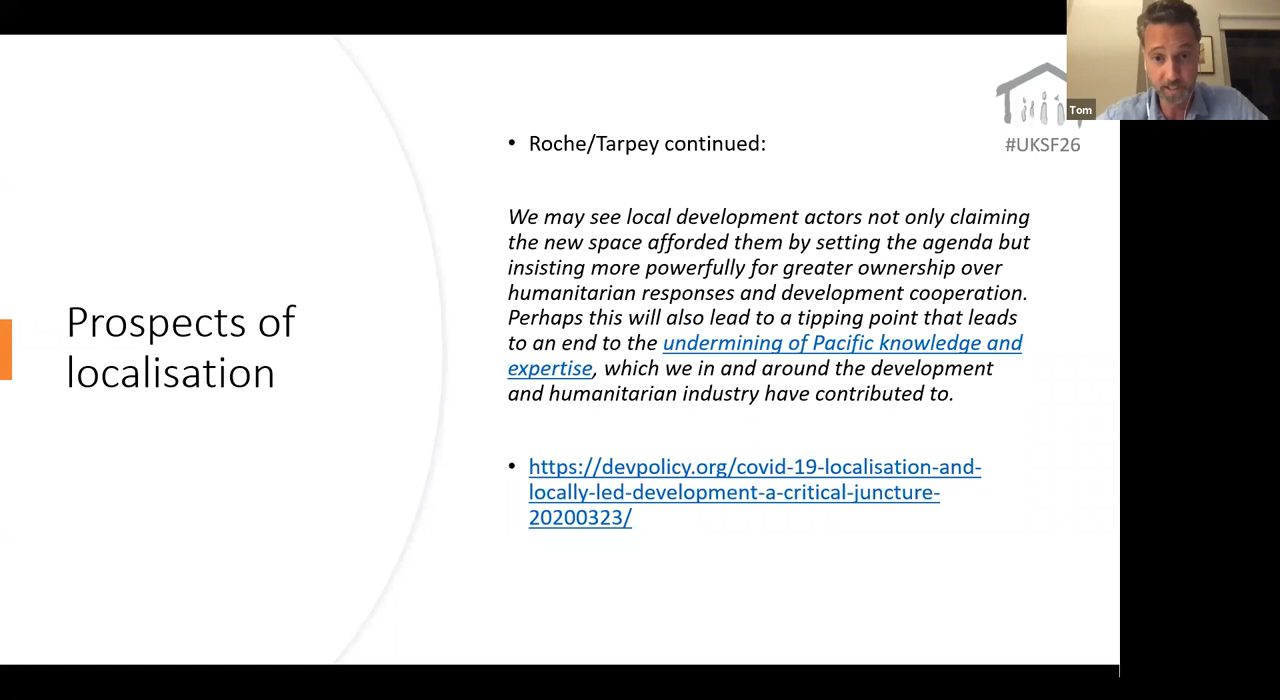 Tom
#UKSF26
• Roche/Tarpey continued:
We may see local development actors not only claiming
the new space afforded them by setting the agenda but
insisting more powerfully for greater ownership over
humanitarian responses and development cooperation.
Perhaps this will also lead to a tipping point that leads
to an end to the undermining of Pacific knowledge and
expertise, which we in and around the development
and humanitarian industry have contributed to.
Prospects of
localisation
• https://devpolicy.org/covid-19-localisation-and-
locally-led-development-a-critical-juncture-
20200323/